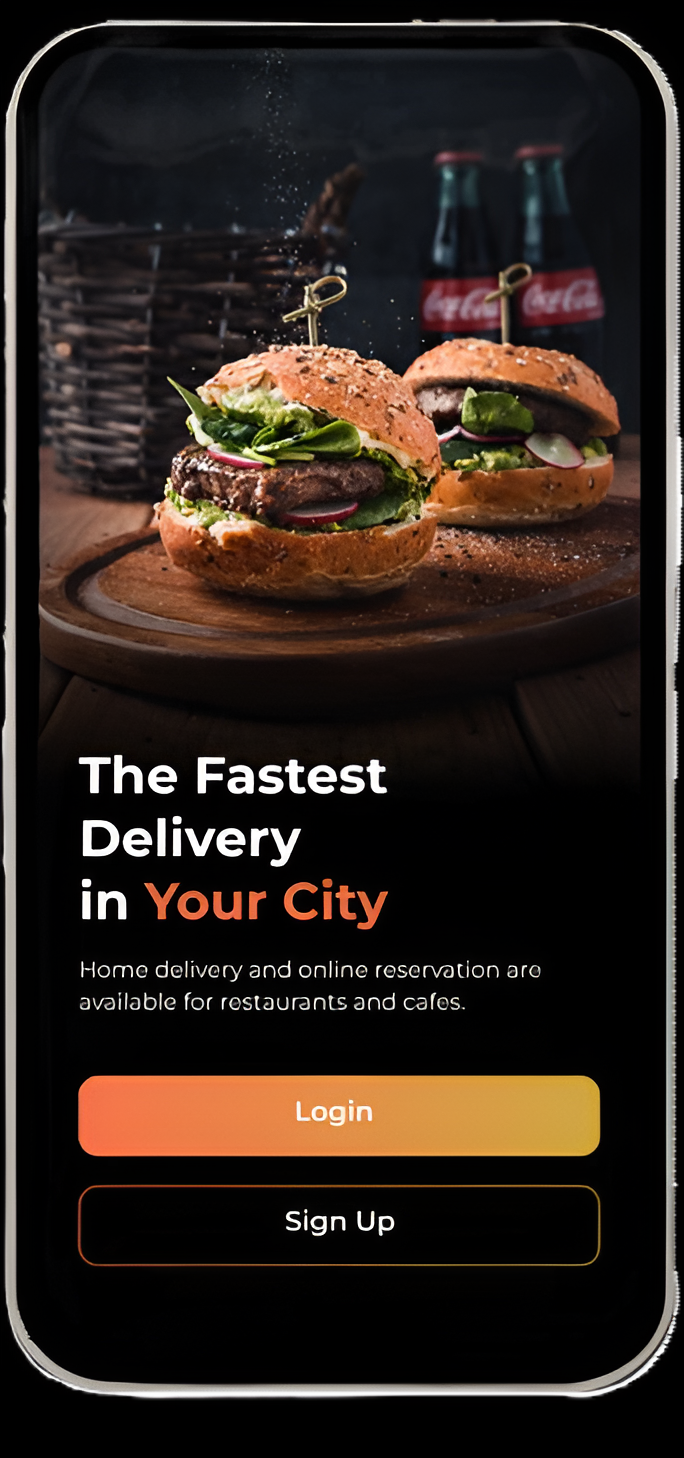 Coca-Cola Coca-Cola
The Fastest
Delivery
in Your City
Home delivery and online reservation are
available for restaurants and cafes.
Login
Sign Up